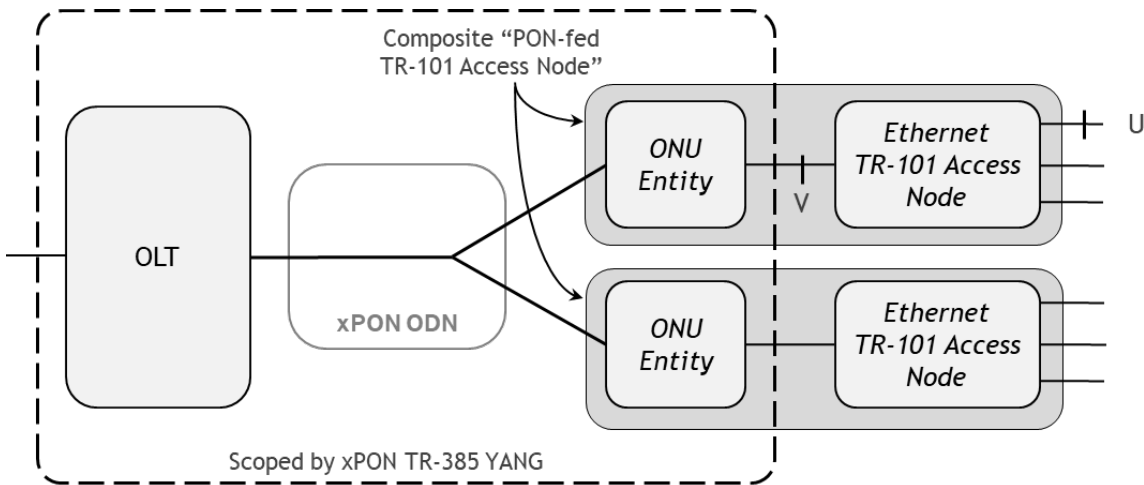 Composite “PON-fed
TR-101 Access Node”
ONU
Entity
Ethernet
TR-101 Access
Node
U
V
OLT
xPON ODN
ONU
Entity
Ethernet
TR-101 Access
Node
Scoped by xPON TR-385 YANG